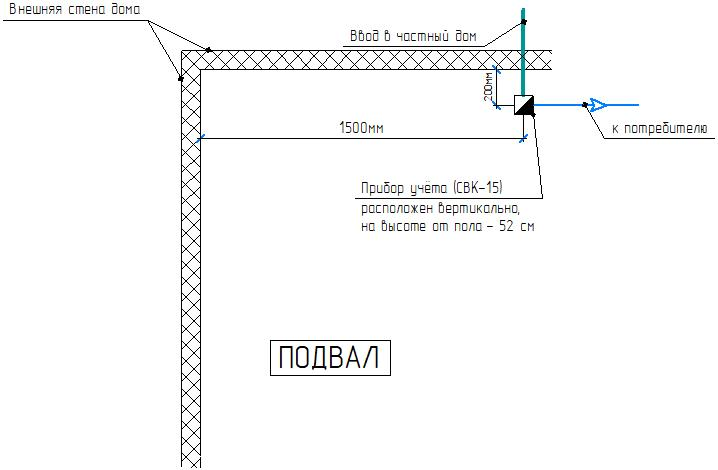 Внешняя стена дома
Ввод в частный дом
200мм
к потребителю
1500мм
Прибор учёта (СВК-15)
расположен вертикально,
на высоте от пола - 52 см
ПОДВАЛ